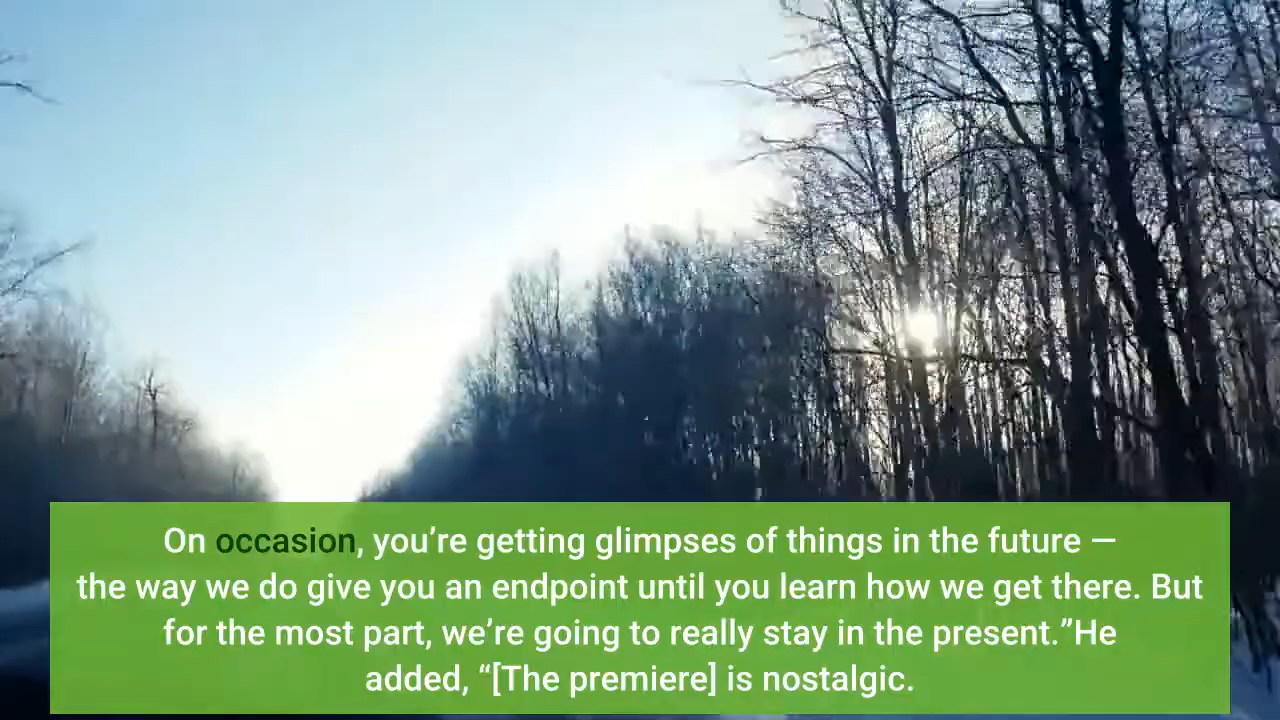 On occasion, you’re getting glimpses of things in the future —
the way we do give you an endpoint until you learn how we get there. But
for the most part, we’re going to really stay in the present.”He
added, “[The premiere] is nostalgic.